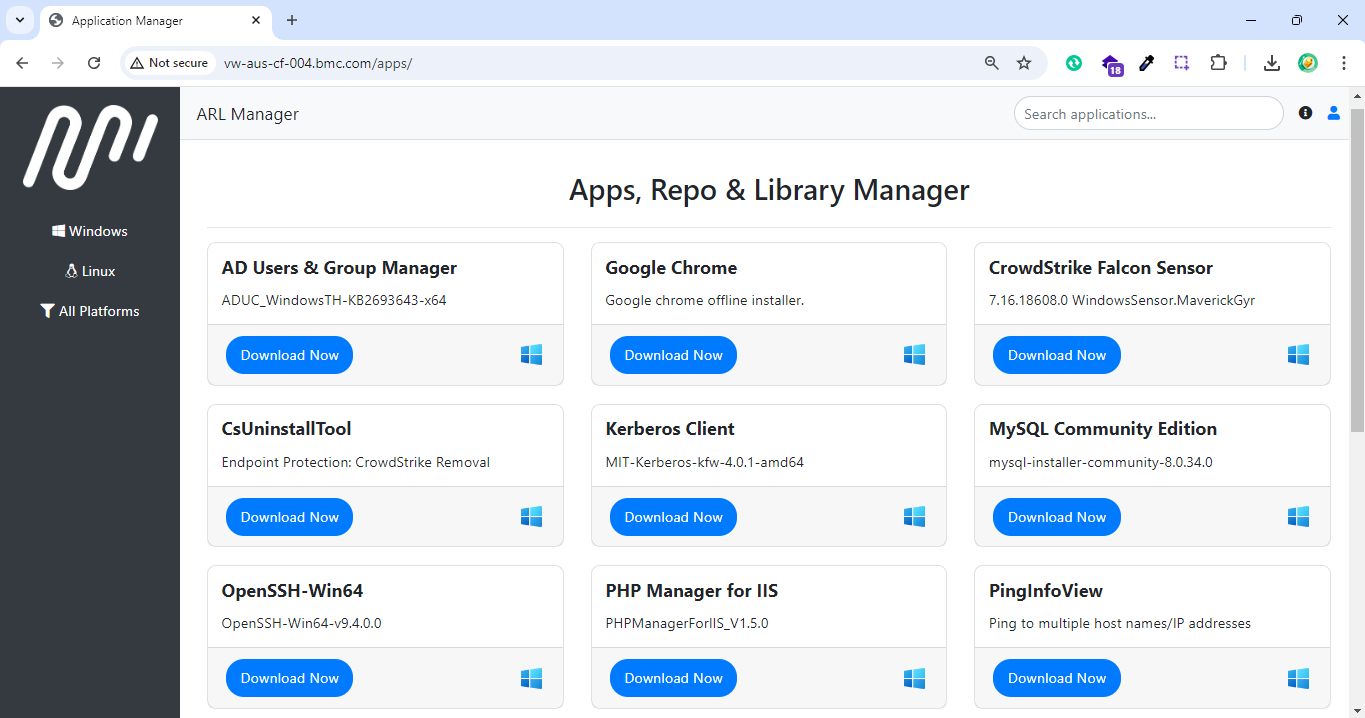 Application Manager
Not secure
vw-aus-cf-004.bmc.com/apps/
18
ARL Manager
Search applications...
Windows
Linux
All Platforms
Apps, Repo & Library Manager
AD Users & Group Manager
ADUC_WindowsTH-KB2693643-x64
Download Now
Google Chrome
Google chrome offline installer.
Download Now
CrowdStrike Falcon Sensor
7.16.18608.0 WindowsSensor.MaverickGyr
Download Now
CsUninstallTool
Endpoint Protection: CrowdStrike Removal
Download Now
Kerberos Client
MIT-Kerberos-kfw-4.0.1-amd64
Download Now
MySQL Community Edition
mysql-installer-community-8.0.34.0
Download Now
OpenSSH-Win64
OpenSSH-Win64-v9.4.0.0
Download Now
PHP Manager for IIS
PHPManagerForIIS_V1.5.0
Download Now
PingInfoView
Ping to multiple host names/IP addresses
Download Now